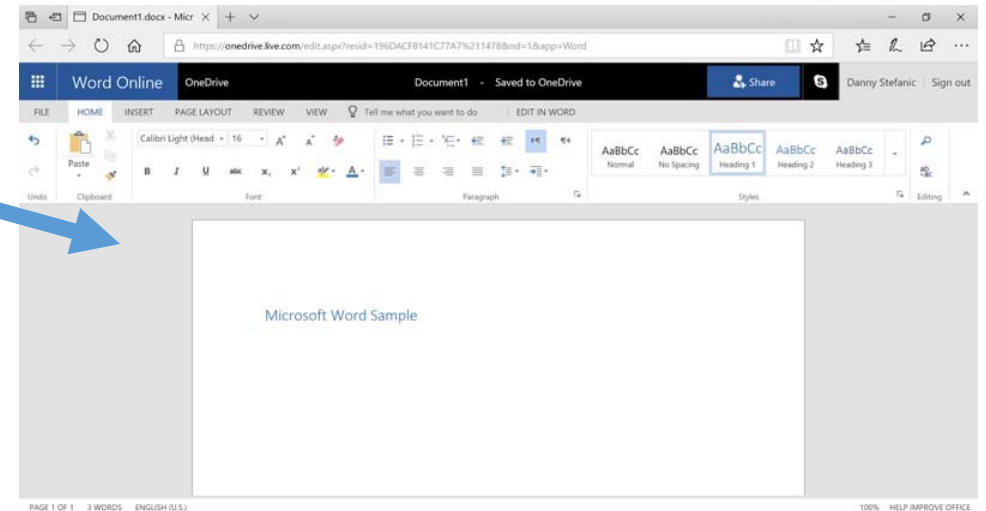 Document1.docx - Micr
https://onedrive.live.com/edit.aspx?resid=196DACF8141C77A7%211478&nd=1&app=Word
Word Online OneDrive Document1 - Saved to OneDrive Share Danny Stefanic Sign out
FILE HOME INSERT PAGE LAYOUT REVIEW VIEW Tell me what you want to do EDIT IN WORD
Calibri Light (Head 16
Paste B I U abc x, x² A
AaBbCc AaBbCc AaBbCc AaBbCc AaBbCc
Normal No Spacing Heading 1 Heading 2 Heading 3
Undo Clipboard Font Paragraph Styles Editing
Microsoft Word Sample
PAGE 1 OF 1 3 WORDS ENGLISH (U.S.) 100% HELP IMPROVE OFFICE